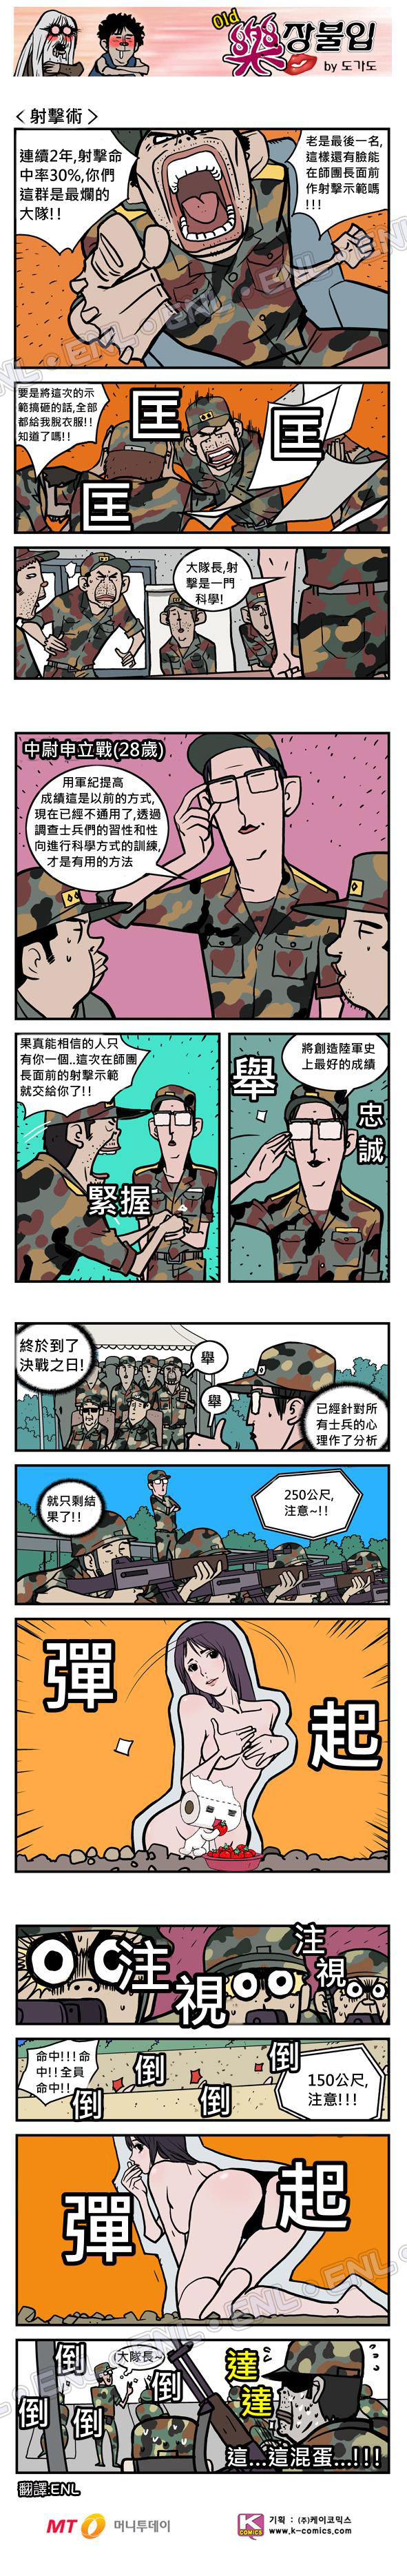 Old
樂장불입
by 도가도
< 射擊術 >
連續2年,射擊命
中率30%,你們
這群是最爛的
大隊!!
老是最後一名,
這樣還有臉能
在師團長面前
作射擊示範嗎
!!!
要是將這次的示
範搞砸的話,全部
都給我脫衣服!!
知道了嗎!!
匡
匡
匡
大隊長,射
擊是一門
科學!
中尉申立戰(28歲)
用軍紀提高
成績這是以前的方式,
現在已經不通用了,透過
調查士兵們的習性和性
向進行科學方式的訓練,
才是有用的方法
果真能相信的人只
有你一個..這次在師團
長面前的射擊示範
就交給你了!!
緊握
將創造陸軍史
上最好的成績
舉
忠
誠
終於到了
決戰之日!
舉
舉
已經針對所
有士兵的心
理作了分析
就只剩結
果了!!
250公尺,
注意~!!
彈
起
注
視
注
視
命中!!!命
中!!全員
命中!!
倒
倒
倒
倒
150公尺,
注意!!!
彈
起
倒
倒
倒
倒
(大隊長~)
達
達
這...這混蛋...!!!
翻譯:ENL
MT 머니투데이
K COMICS
기획 : (주)케이코믹스
www.k-comics.com
ENL